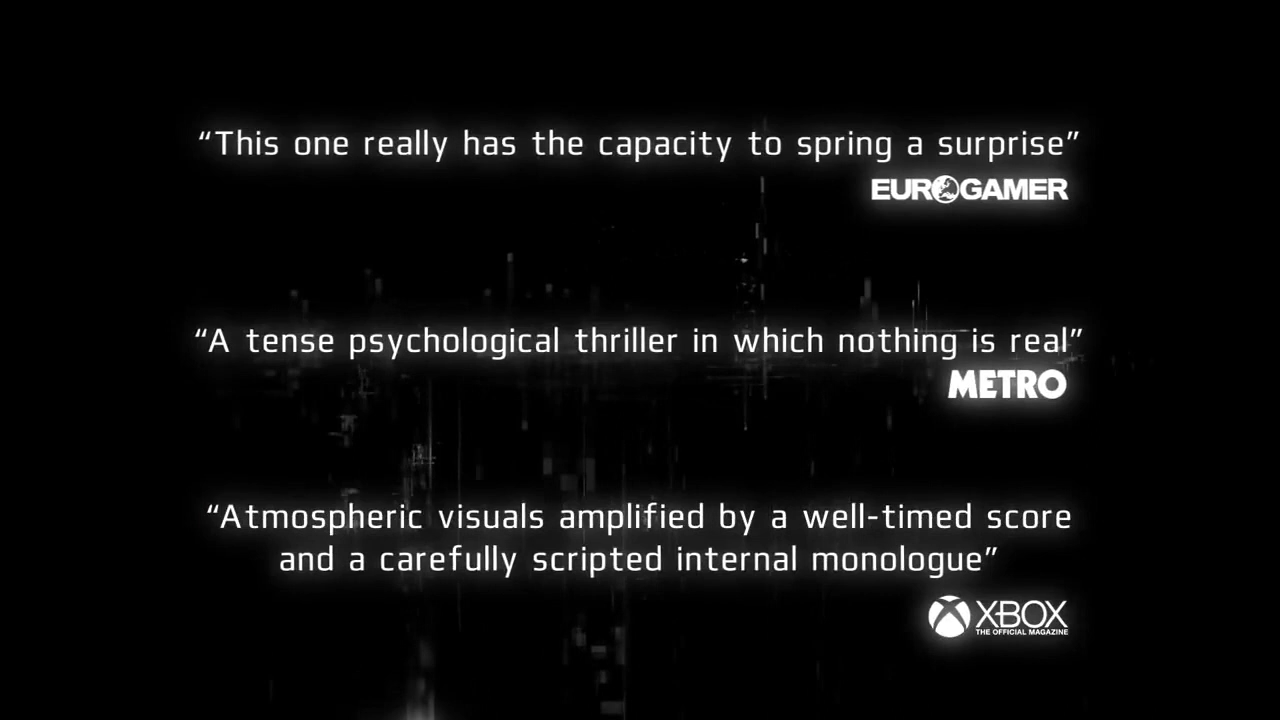 “This one really has the capacity to spring a surprise”
EUROGAMER
“A tense psychological thriller in which nothing is real”
METRO
“Atmospheric visuals amplified by a well-timed score
and a carefully scripted internal monologue”
XBOX
THE OFFICIAL MAGAZINE